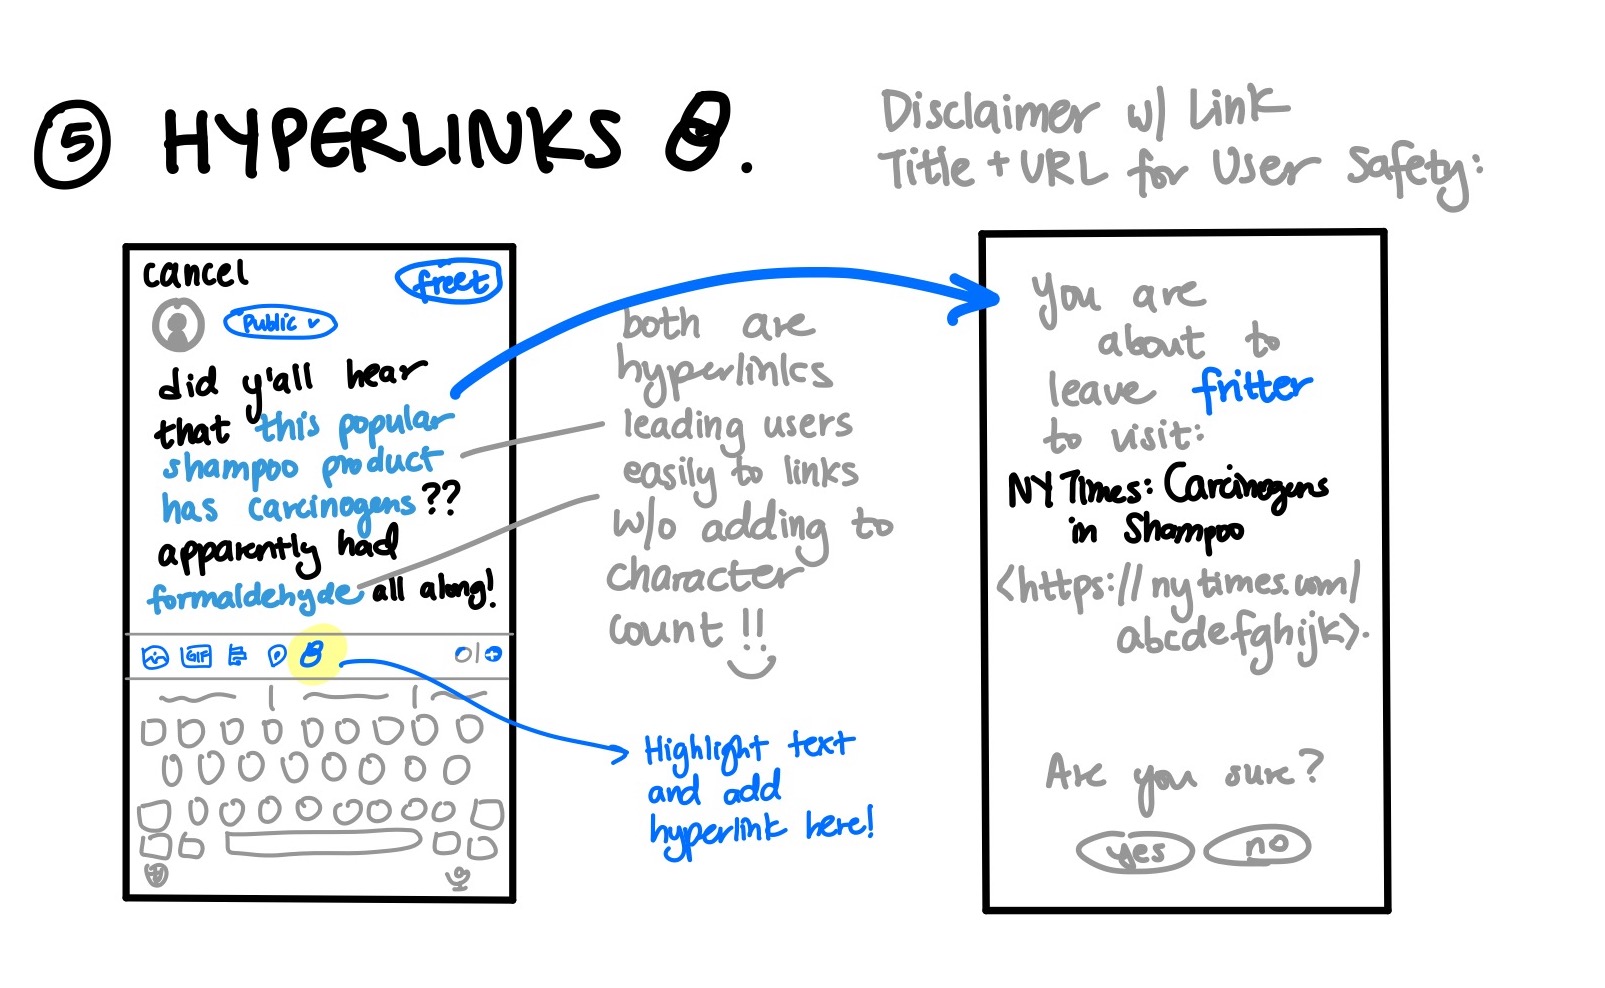 5 HYPERLINKS .
Disclaimer w/ Link
Title + URL for User Safety:
cancel
freet
Public
did y'all hear
that this popular
shampoo product
has carcinogens??
apparently had
formaldehyde all along!
GIF
both are
hyperlinks
leading users
easily to links
w/o adding to
character
count!!
Highlight text
and add
hyperlink here!
you are
about to
leave fritter
to visit:
NY Times: Carcinogens
in Shampoo
<https://nytimes.com/
abcdefghijk>.
Are you sure?
yes no